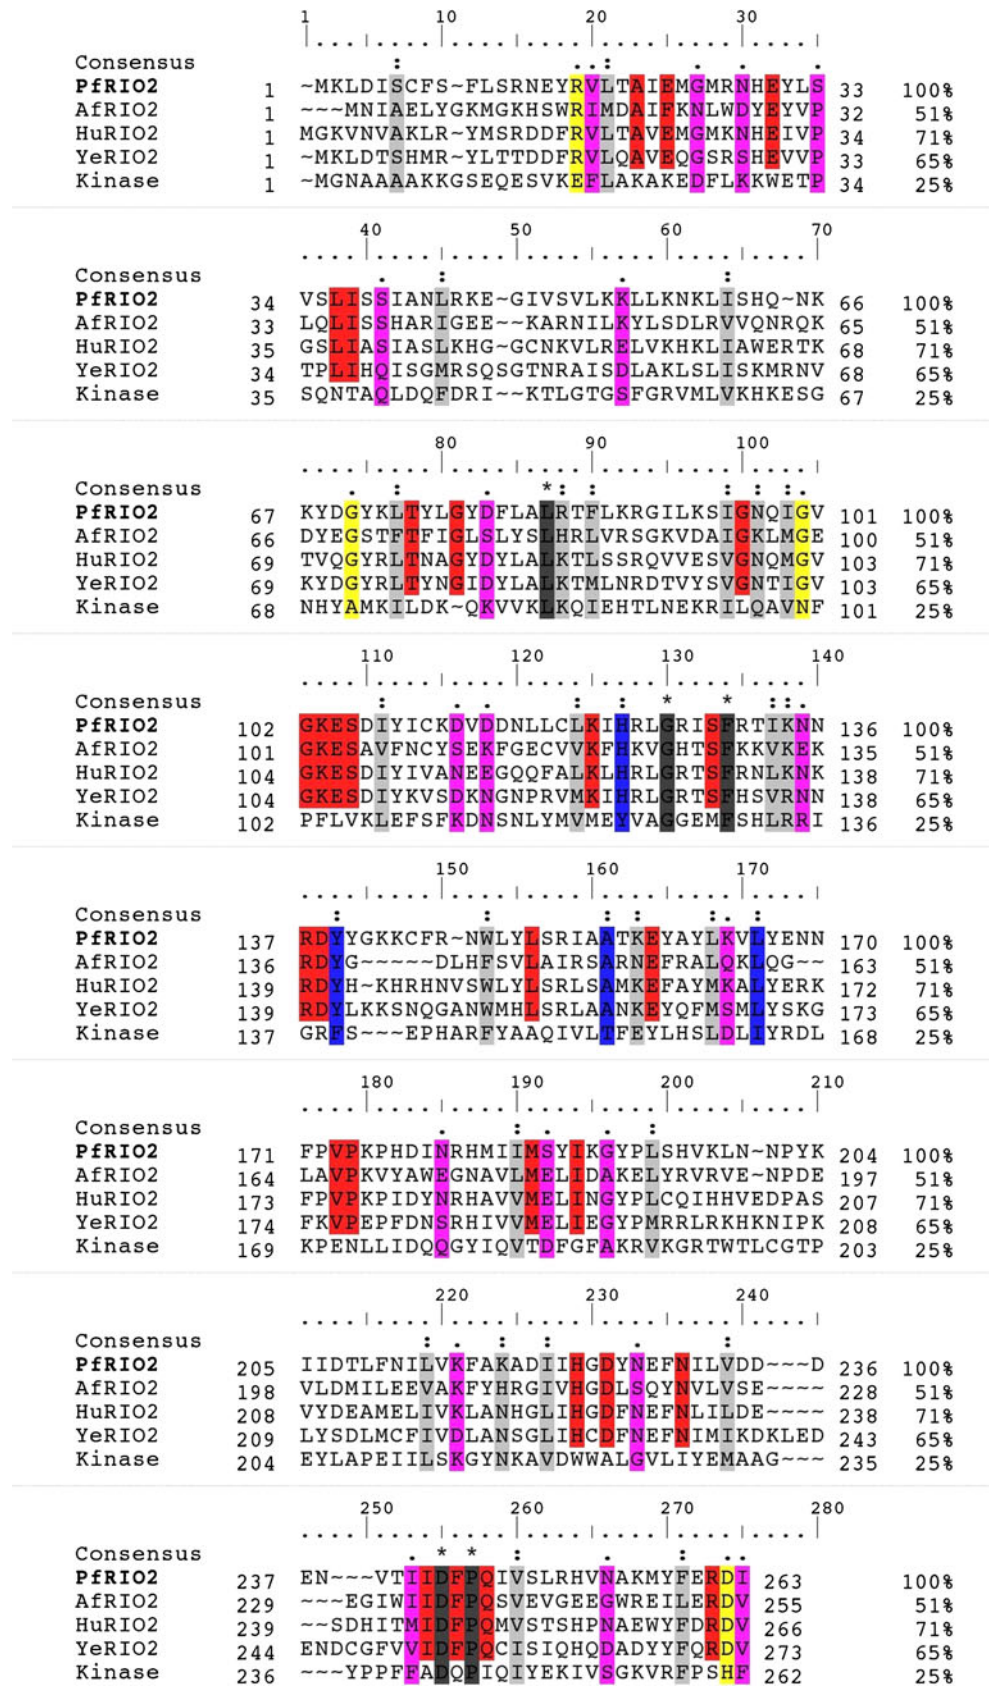 1 10 20 30
Consensus : . . : . . . .
PfRIO2 1 ~MKLDISCFS~FLSRNEYRVLTAIEMGMRNHEYLS 33 100%
AfRIO2 1 ~~~MNIAELYGKMGKHSWRIMDAIFKNLWDYEYVP 32 51%
HuRIO2 1 MGKVNVAKLR~YMSRDDFRVLTAVEMGMKNHEIVP 34 71%
YeRIO2 1 ~MKLDTSHMR~YLTTDDFRVLQAVEQGSRSHEVVP 33 65%
Kinase 1 ~MGNAAAAKKGSEQESVKEFLAKAKEDFLKKWETP 34 25%
40 50 60 70
Consensus . : . :
PfRIO2 34 VSLISSIANLRKE~GIVSVLKKLLKNKLISHQ~NK 66 100%
AfRIO2 33 LQLISSHARIGEE~~KARNILKYLSDLRVVQNRQK 65 51%
HuRIO2 35 GSLIASIASLKHG~GCNKVLRELVKHKLIAWERTK 68 71%
YeRIO2 34 TPLIHQISGMRSQSGTNRAISDLAKLSLISKMRNV 68 65%
Kinase 35 SQNTAQLDQFDRI~~KTLGTGSFGRVMLVKHKESG 67 25%
80 90 100
Consensus . : . * : : : : : .
PfRIO2 67 KYDGYKLTYLGYDFLALRTFLKRGILKSIGNQIGV 101 100%
AfRIO2 66 DYEGSTFTFIGLSLYSLHRLVRSGKVDAIGKLMGE 100 51%
HuRIO2 69 TVQGYRLTNAGYDYLALKTLSSRQVVESVGNQMGV 103 71%
YeRIO2 69 KYDGYRLTYNGIDYLALKTMLNRDTVYSVGNTIGV 103 65%
Kinase 68 NHYAMKILDK~QKVVKLKQIEHTLNEKRILQAVNF 101 25%
110 120 130 140
Consensus : . . : . * * : : .
PfRIO2 102 GKESDIYICKDVDDNLLCLKIHRLGRISFRTIKNN 136 100%
AfRIO2 101 GKESAVFNCYSEKFGECVVKFHKVGHTSFKKVKEK 135 51%
HuRIO2 104 GKESDIYIVANEEGQQFALKLHRLGRTSFRNLKNK 138 71%
YeRIO2 104 GKESDIYKVSDKNGNPRVMKIHRLGRTSFHSVRNN 138 65%
Kinase 102 PFLVKLEFSFKDNSNLYMVMEYVAGGEMFSHLRRI 136 25%
150 160 170
Consensus : : : : : . :
PfRIO2 137 RDYYGKKCFR~NWLYLSRIAATKEYAYLKVLYENN 170 100%
AfRIO2 136 RDYG~~~~~DLHFSVLAIRSARNEFRALQKLQG~~ 163 51%
HuRIO2 139 RDYH~KHRHNVSWLYLSRLSAMKEFAYMKALYERK 172 71%
YeRIO2 139 RDYLKKSNQGANWMHLSRLAANKEYQFMSMLYSKG 173 65%
Kinase 137 GRFS~~~EPHARFYAAQIVLTFEYLHSLDLIYRDL 168 25%
180 190 200 210
Consensus . : . . :
PfRIO2 171 FPVPKPHDINRHMIIMSYIKGYPLSHVKLN~NPYK 204 100%
AfRIO2 164 LAVPKVYAWEGNAVLMELIDAKELYRVRVE~NPDE 197 51%
HuRIO2 173 FPVPKPIDYNRHAVVMELINGYPLCQIHHVEDPAS 207 71%
YeRIO2 174 FKVPEPFDNSRHIVVMELIEGYPMRRLRKHKNIPK 208 65%
Kinase 169 KPENLLIDQQGYIQVTDFGFAKRVKGRTWTLCGTP 203 25%
220 230 240
Consensus : . : : . :
PfRIO2 205 IIDTLFNILVKFAKADIIHGDYNEFNILVDD~~~D 236 100%
AfRIO2 198 VLDMILEEVAKFYHRGIVHGDLSQYNVLVSE~~~~ 228 51%
HuRIO2 208 VYDEAMELIVKLANHGLIHGDFNEFNLILDE~~~~ 238 71%
YeRIO2 209 LYSDLMCFIVDLANSGLIHCDFNEFNIMIKDKLED 243 65%
Kinase 204 EYLAPEIILSKGYNKAVDWWALGVLIYEMAAG~~~ 235 25%
250 260 270 280
Consensus . * * : . : . .
PfRIO2 237 EN~~~VTIIDFPQIVSLRHVNAKMYFERDI 263 100%
AfRIO2 229 ~~~EGIWIIDFPQSVEVGEEGWREILERDV 255 51%
HuRIO2 239 ~~SDHITMIDFPQMVSTSHPNAEWYFDRDV 266 71%
YeRIO2 244 ENDCGFVVIDFPQCISIQHQDADYYFQRDV 273 65%
Kinase 236 ~~~YPPFFADQPIQIYEKIVSGKVRFPSHF 262 25%